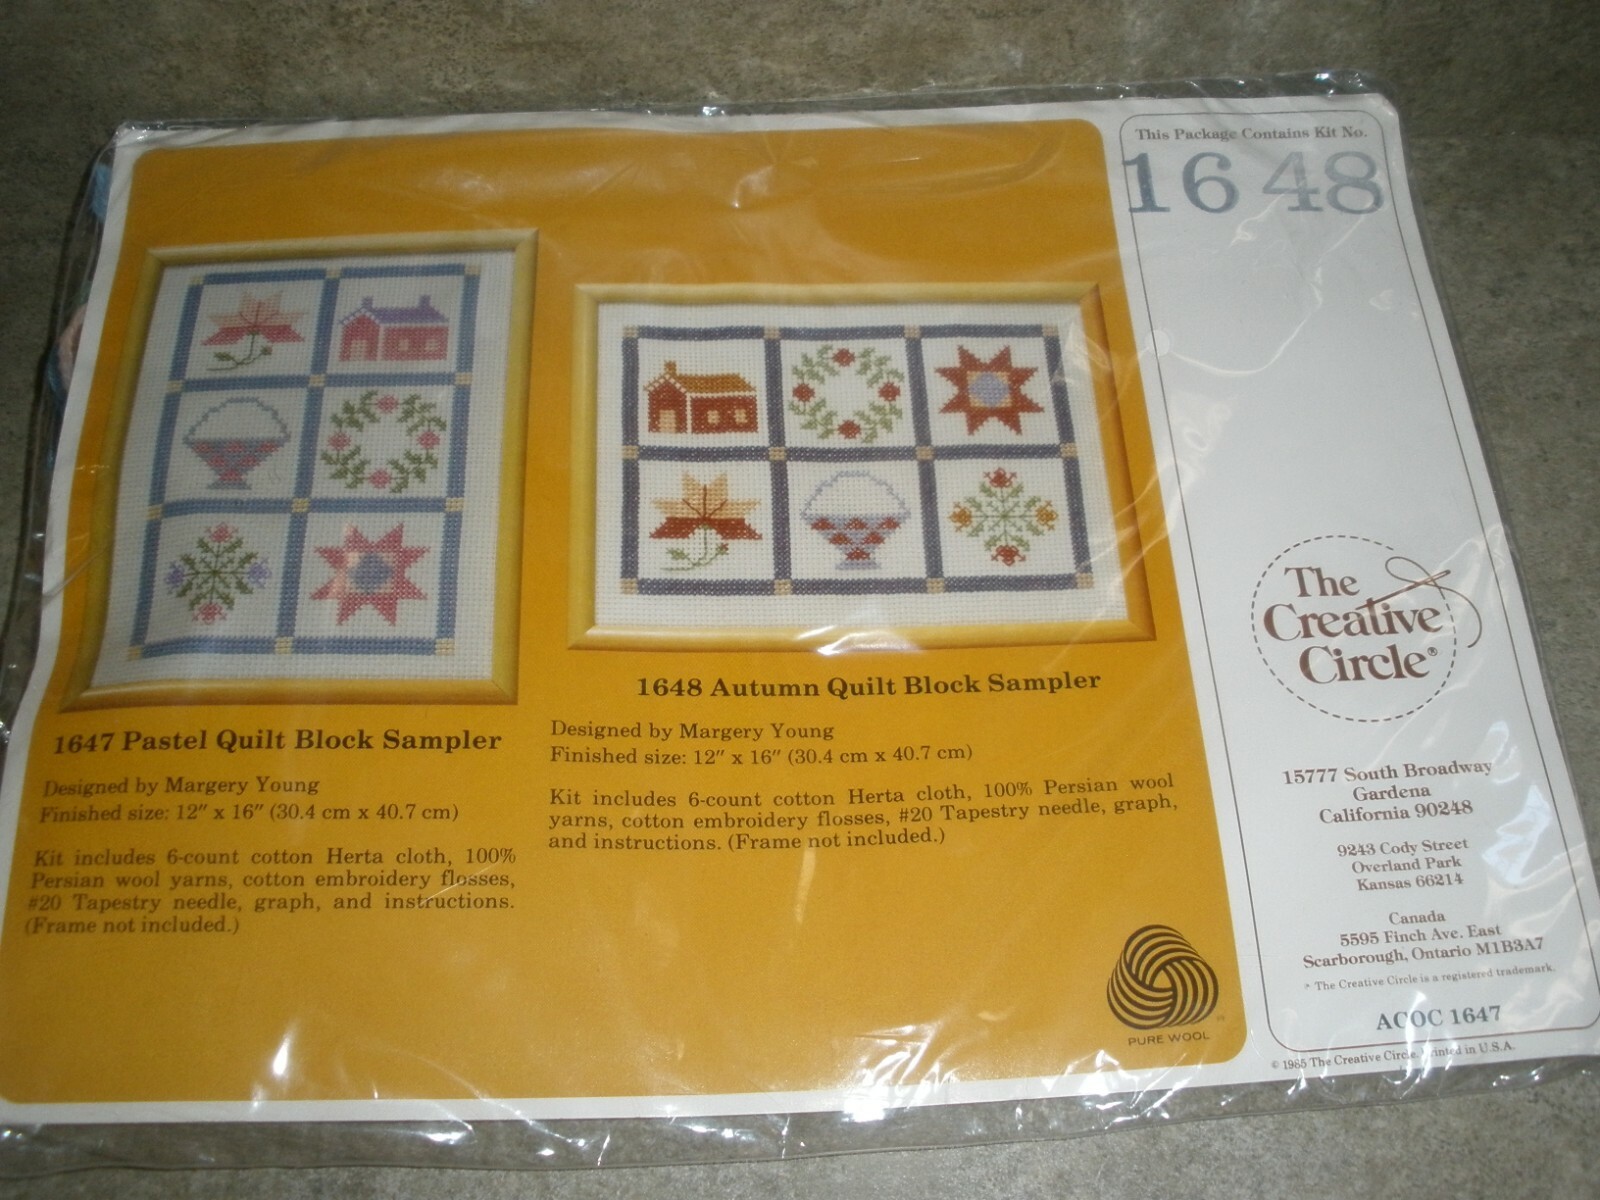 This Package Contains Kit No.
1648
1647 Pastel Quilt Block Sampler
Designed by Margery Young
Finished size: 12" x 16" (30.4 cm x 40.7 cm)
Kit includes 6-count cotton Herta cloth, 100%
Persian wool yarns, cotton embroidery flosses,
#20 Tapestry needle, graph, and instructions.
(Frame not included.)
1648 Autumn Quilt Block Sampler
Designed by Margery Young
Finished size: 12" x 16" (30.4 cm x 40.7 cm)
Kit includes 6-count cotton Herta cloth, 100% Persian wool
yarns, cotton embroidery flosses, #20 Tapestry needle, graph,
and instructions. (Frame not included.)
PURE WOOL
The
Creative
Circle®
15777 South Broadway
Gardena
California 90248
9243 Cody Street
Overland Park
Kansas 66214
Canada
5595 Finch Ave. East
Scarborough, Ontario M1B3A7
® The Creative Circle is a registered trademark.
ACOC 1647
© 1985 The Creative Circle. Printed in U.S.A.